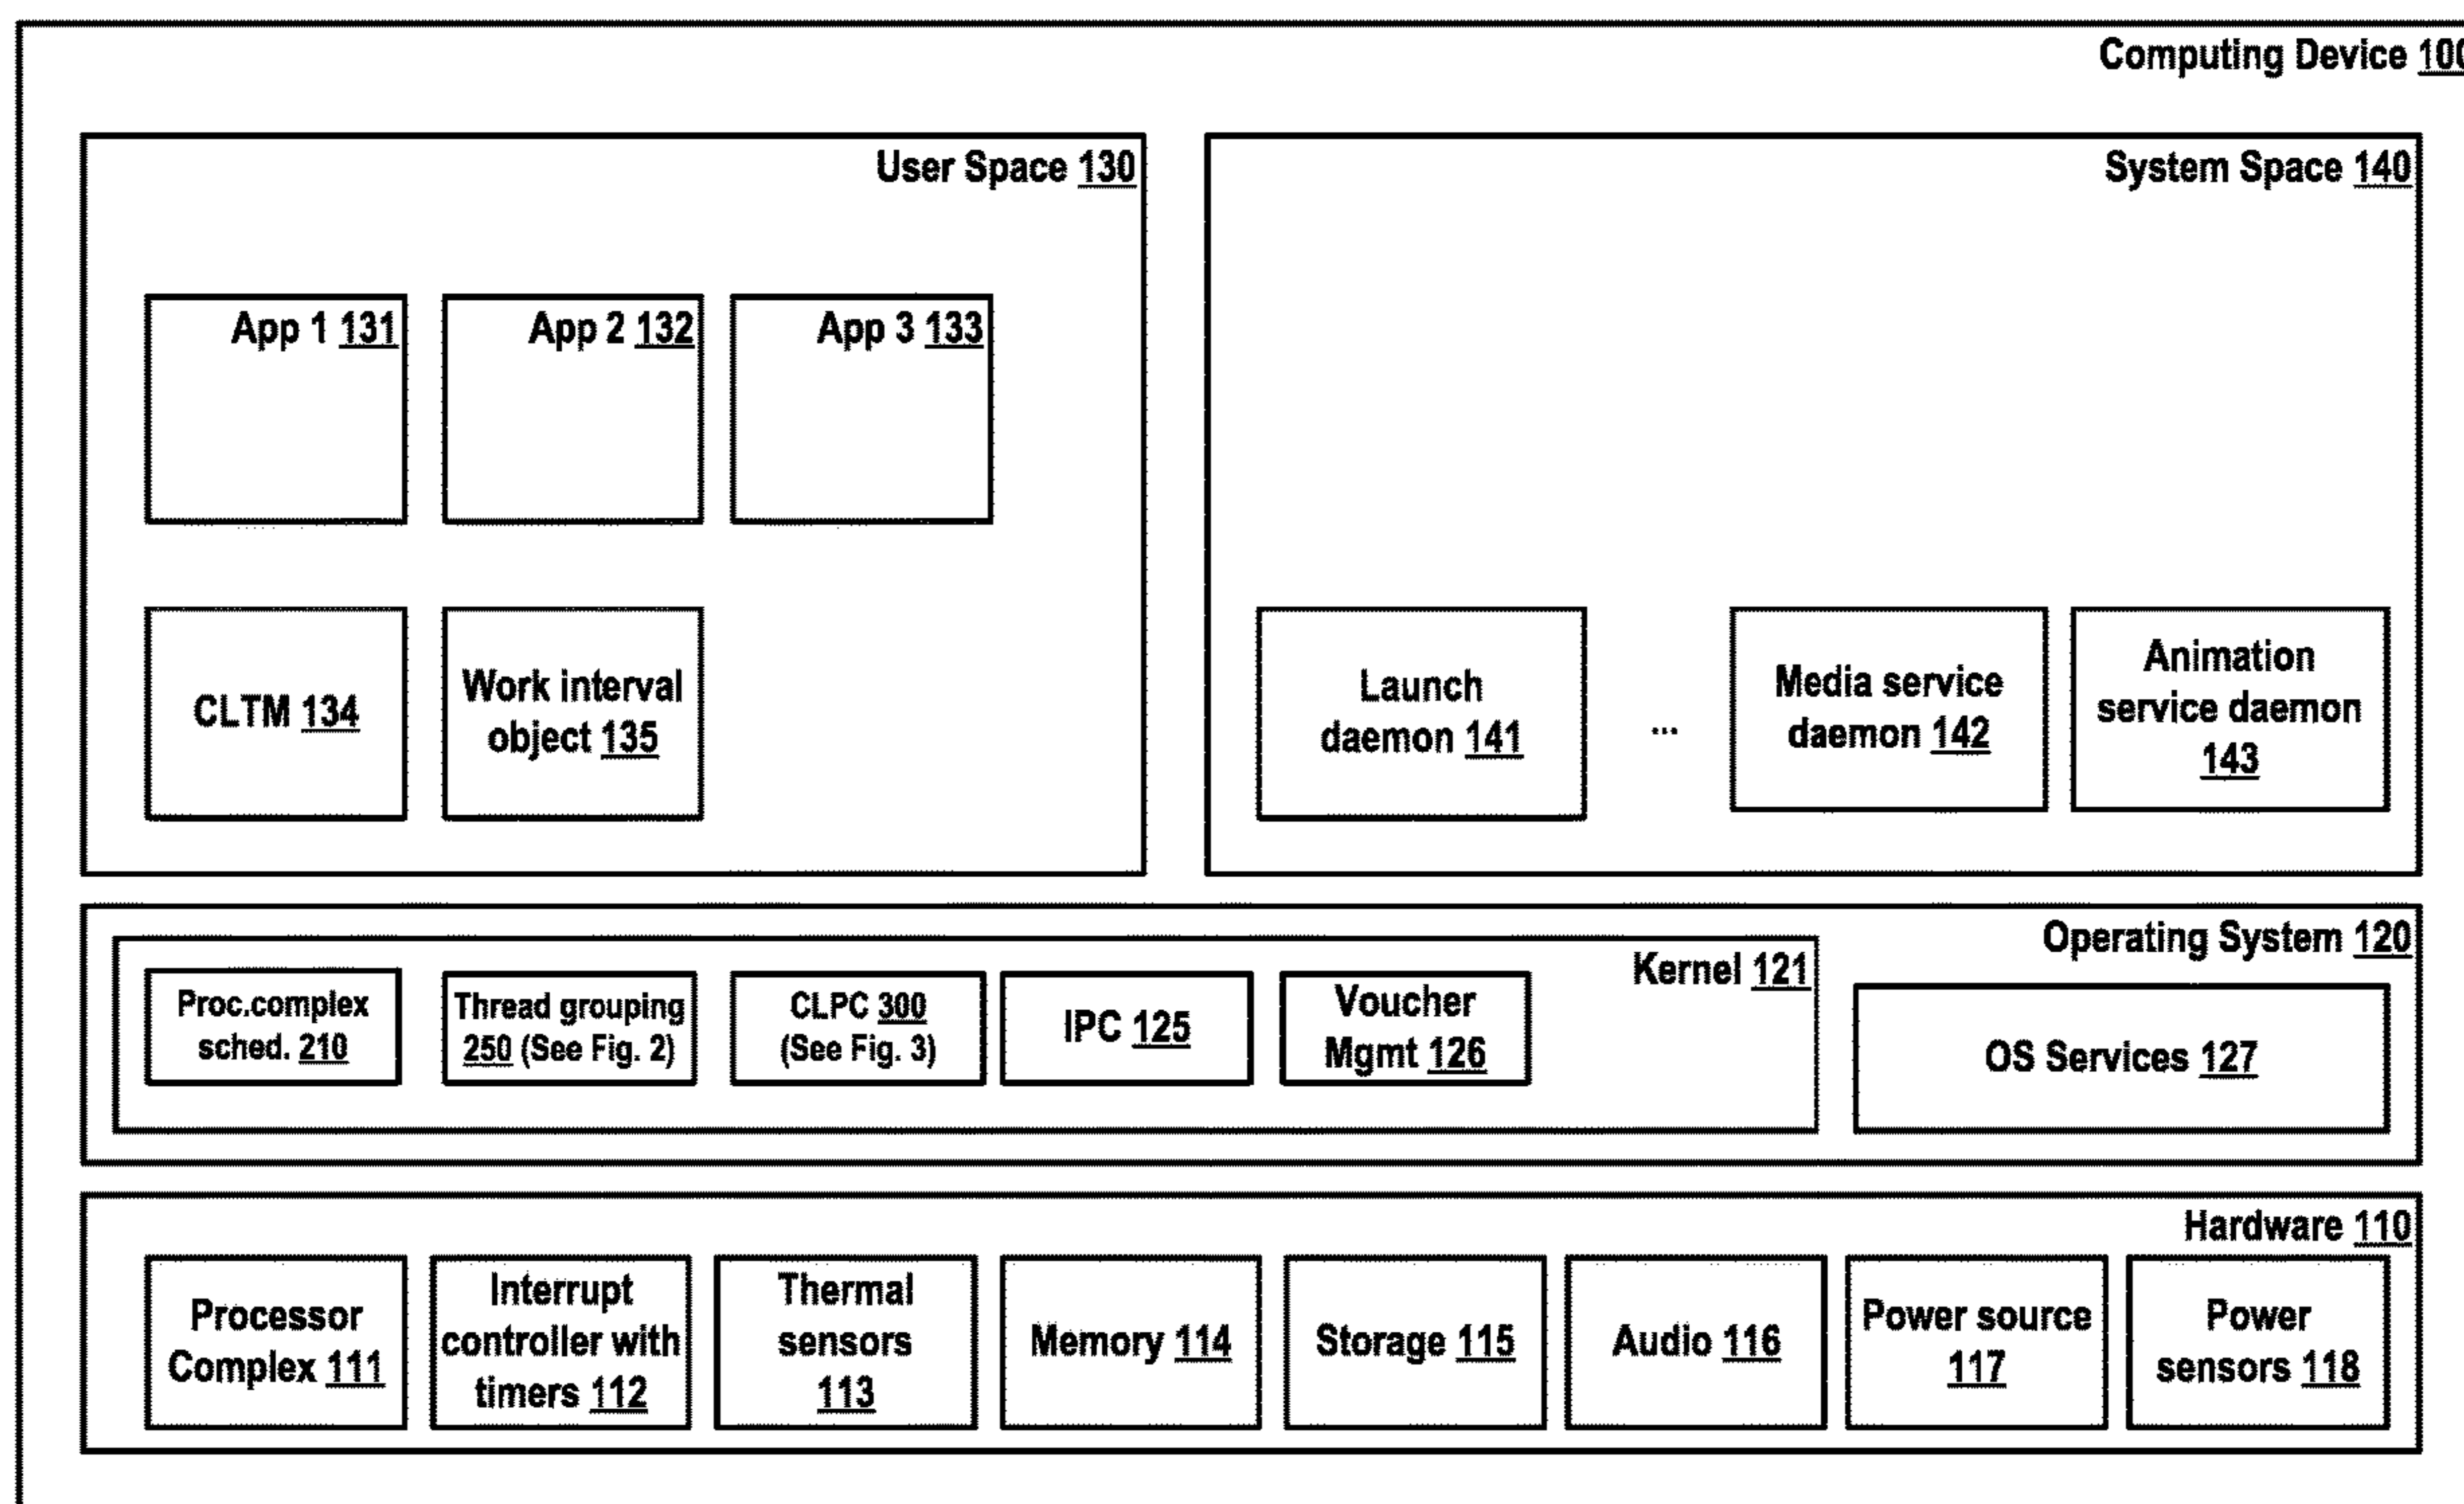 Computing Device 100
User Space 130
System Space 140
App 1 131
App 2 132
App 3 133
CLTM 134
Work interval
object 135
Launch
daemon 141
...
Media service
daemon 142
Animation
service daemon
143
Operating System 120
Kernel 121
Proc.complex
sched. 210
Thread grouping
250 (See Fig. 2)
CLPC 300
(See Fig. 3)
IPC 125
Voucher
Mgmt 126
OS Services 127
Hardware 110
Processor
Complex 111
Interrupt
controller with
timers 112
Thermal
sensors
113
Memory 114
Storage 115
Audio 116
Power source
117
Power
sensors 118